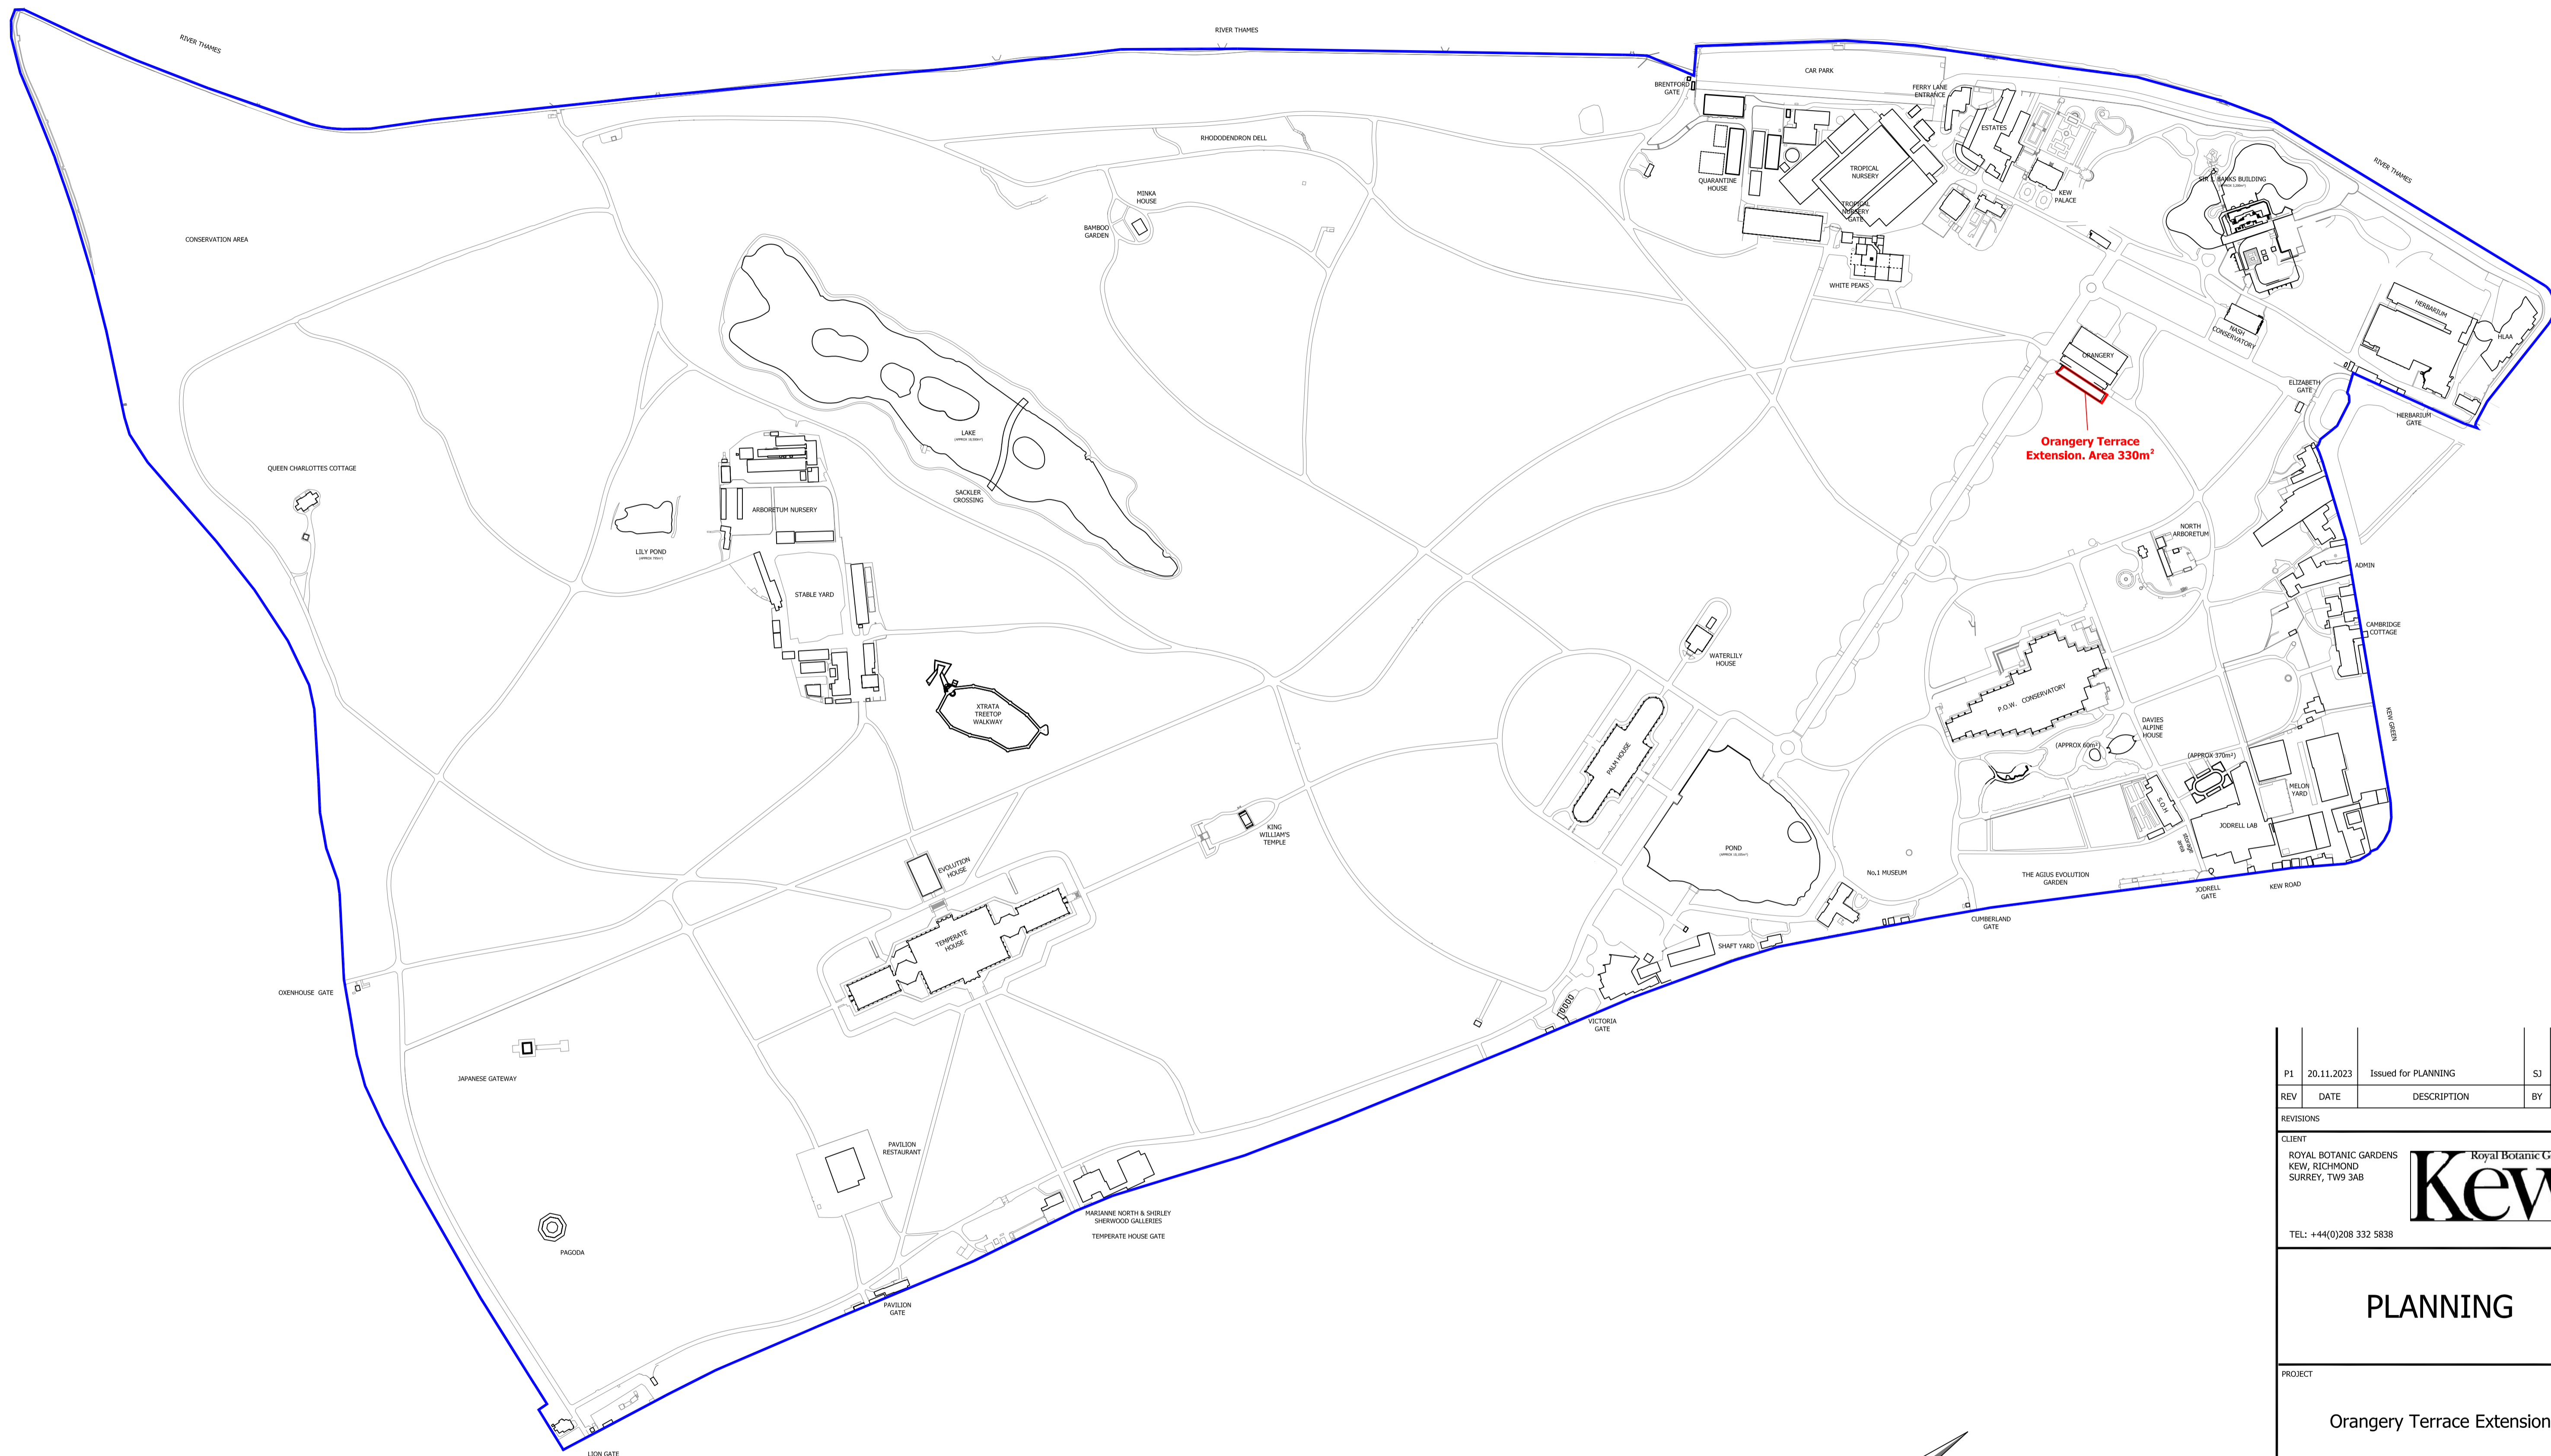 RIVER THAMES
RIVER THAMES
RIVER THAMES
CAR PARK
BRENTFORD
GATE
FERRY LANE
ENTRANCE
ESTATES
RHODODENDRON DELL
TROPICAL
NURSERY
QUARANTINE
HOUSE
KEW
PALACE
SIR J. BANKS BUILDING
MINKA
HOUSE
TROPICAL
NURSERY
GATE
BAMBOO
GARDEN
CONSERVATION AREA
WHITE PEAKS
HERBARIUM
NASH
CONSERVATORY
HLAA
ORANGERY
ELIZABETH
GATE
HERBARIUM
GATE
Orangery Terrace
Extension. Area 330m²
LAKE
QUEEN CHARLOTTES COTTAGE
SACKLER
CROSSING
ARBORETUM NURSERY
NORTH
ARBORETUM
LILY POND
ADMIN
STABLE YARD
CAMBRIDGE
COTTAGE
WATERLILY
HOUSE
P.O.W. CONSERVATORY
XTRATA
TREETOP
WALKWAY
KEW GREEN
DAVIES
ALPINE
HOUSE
(APPROX 60m²)
(APPROX 370m²)
PALM HOUSE
MELON
YARD
S.O.H
JODRELL LAB
KING
WILLIAM'S
TEMPLE
storage
area
POND
EVOLUTION
HOUSE
No.1 MUSEUM
THE AGIUS EVOLUTION
GARDEN
JODRELL
GATE
KEW ROAD
CUMBERLAND
GATE
TEMPERATE
HOUSE
SHAFT YARD
OXENHOUSE GATE
VICTORIA
GATE
JAPANESE GATEWAY
PAVILION
RESTAURANT
MARIANNE NORTH & SHIRLEY
SHERWOOD GALLERIES
TEMPERATE HOUSE GATE
PAGODA
PAVILION
GATE
LION GATE
P1 20.11.2023 Issued for PLANNING SJ
REV DATE DESCRIPTION BY
REVISIONS
CLIENT
ROYAL BOTANIC GARDENS
KEW, RICHMOND
SURREY, TW9 3AB
Royal Botanic G
Kew
TEL: +44(0)208 332 5838
PLANNING
PROJECT
Orangery Terrace Extension